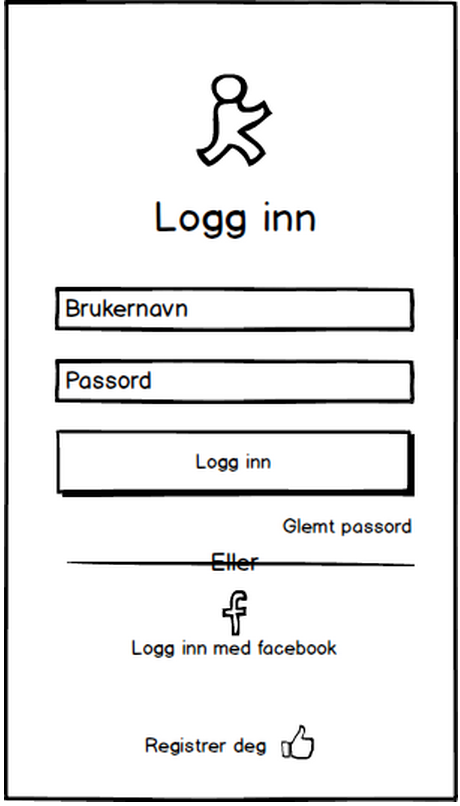 Logg inn
Brukernavn
Passord
Logg inn
Glemt passord
Eller
f
Logg inn med facebook
Registrer deg